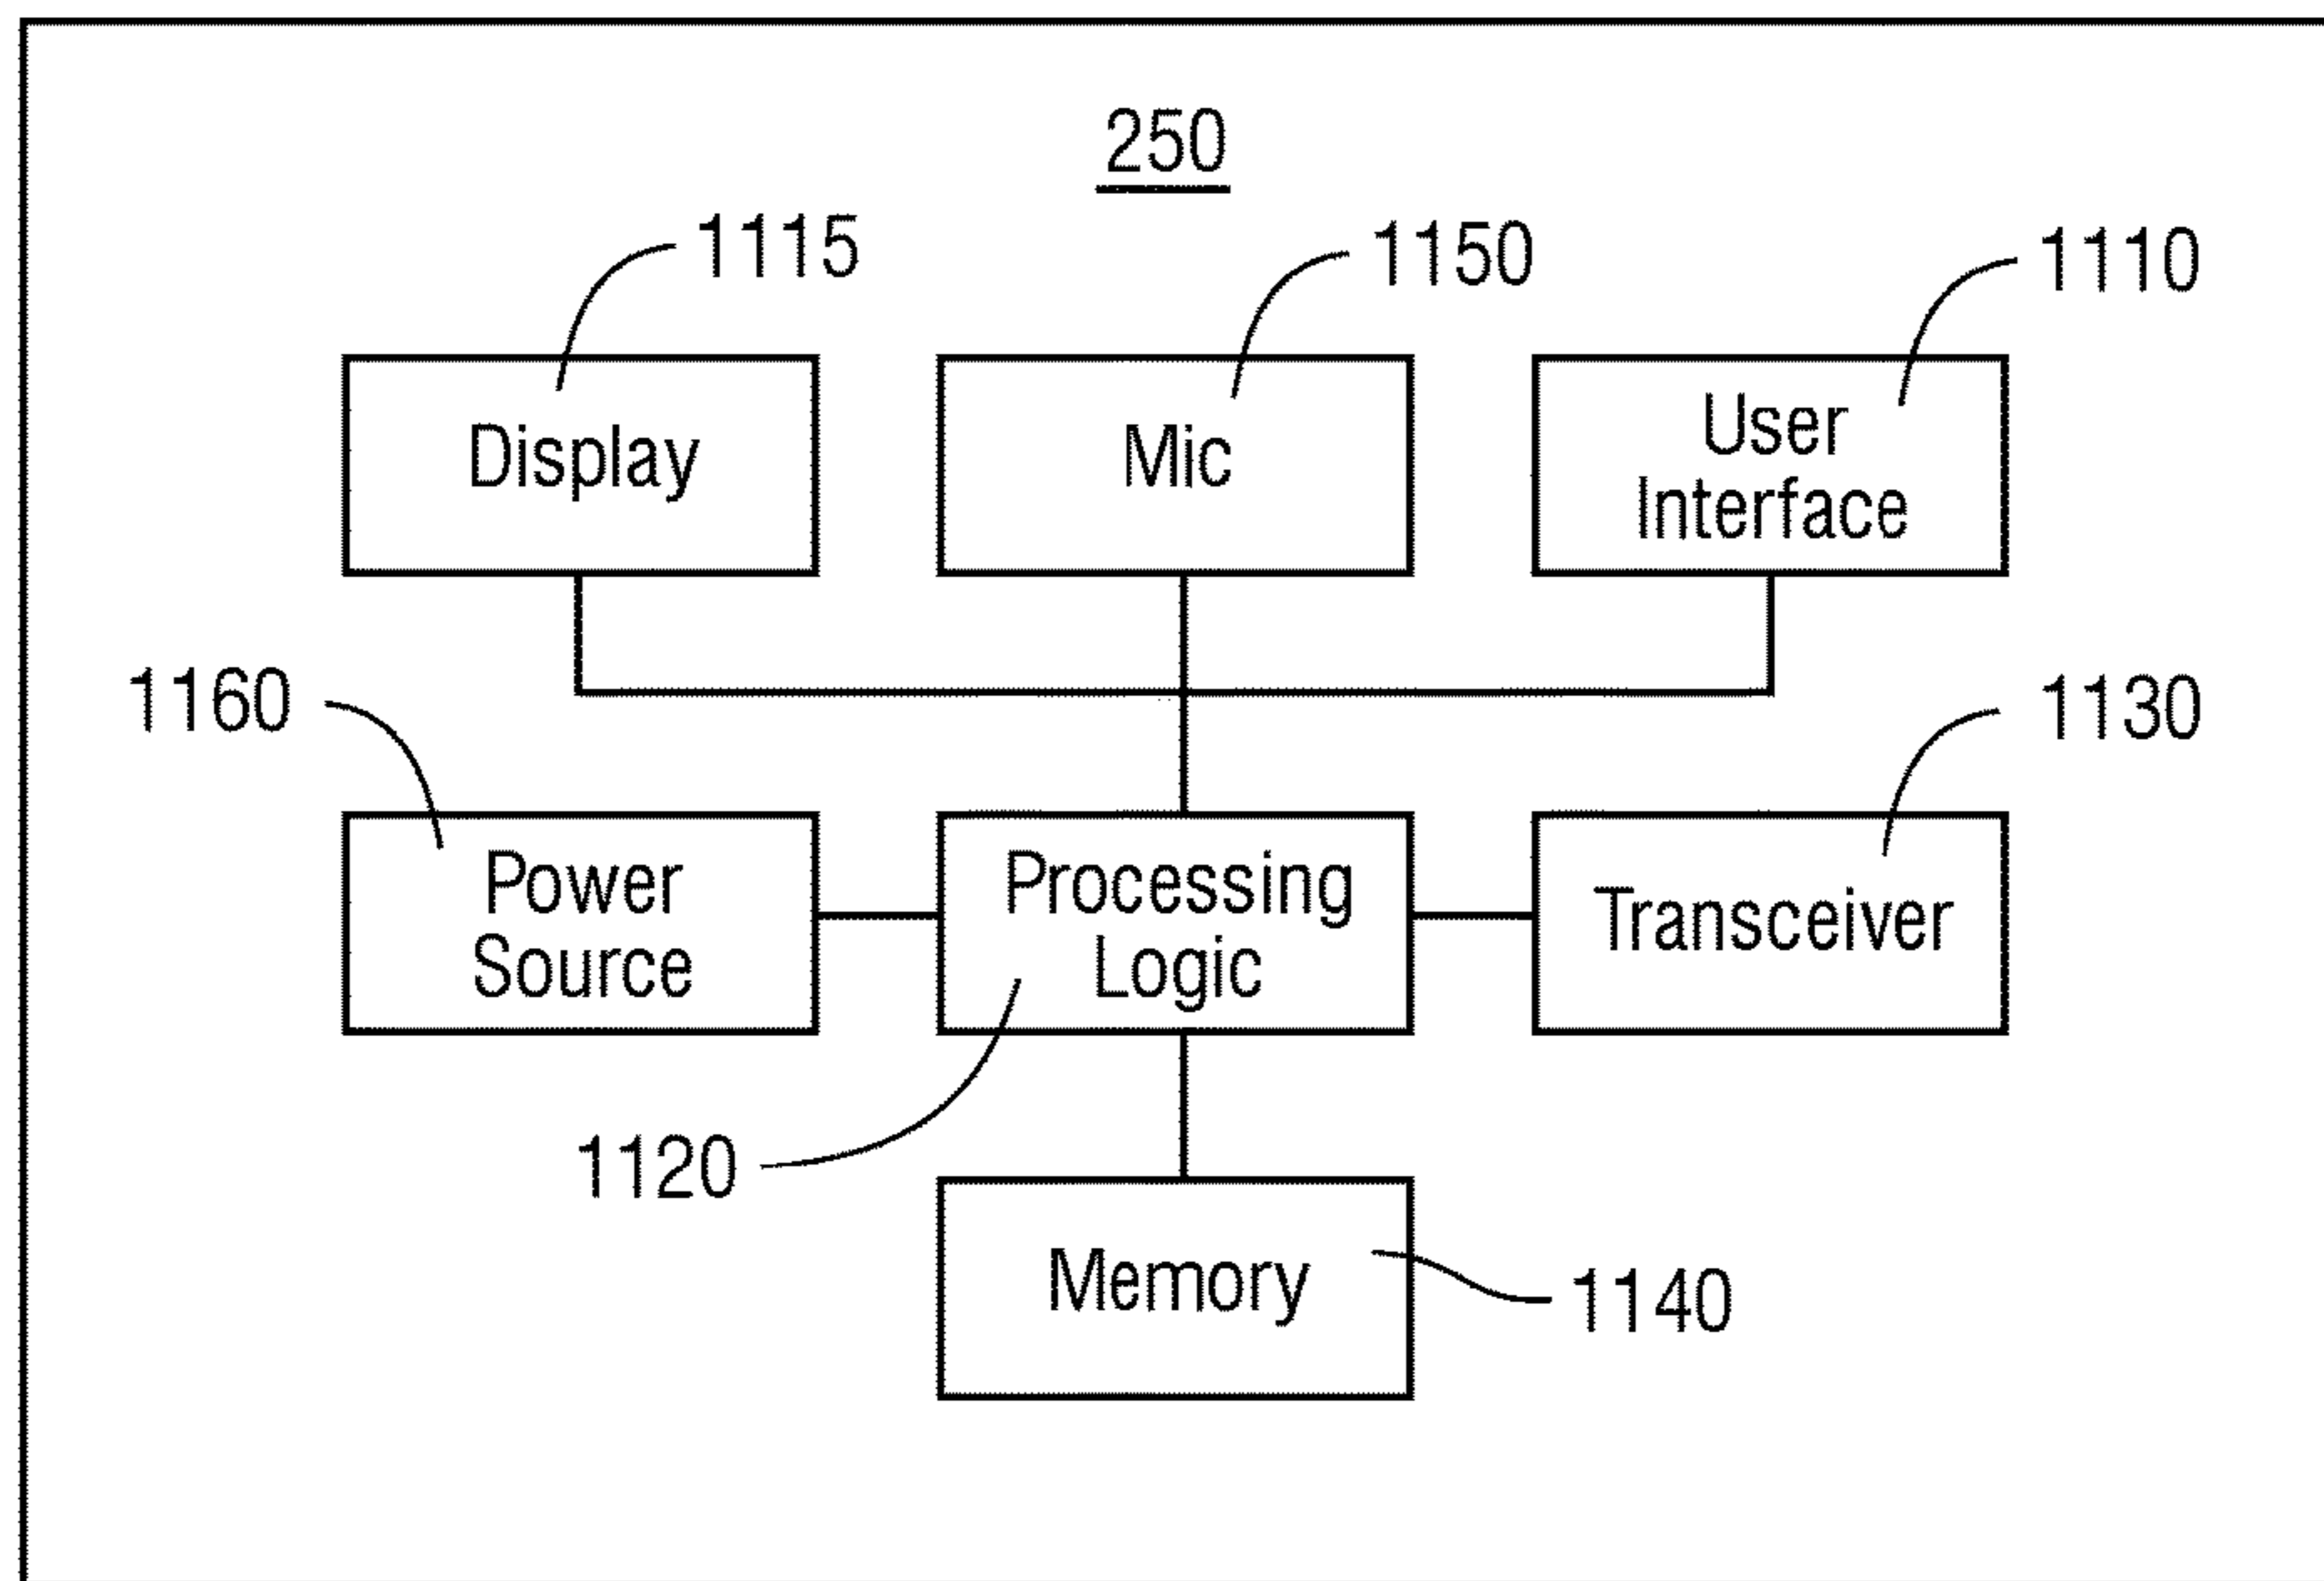 250
1115
1150
1110
Display
Mic
User
Interface
1160
1130
Power
Source
Processing
Logic
Transceiver
1120
Memory
1140